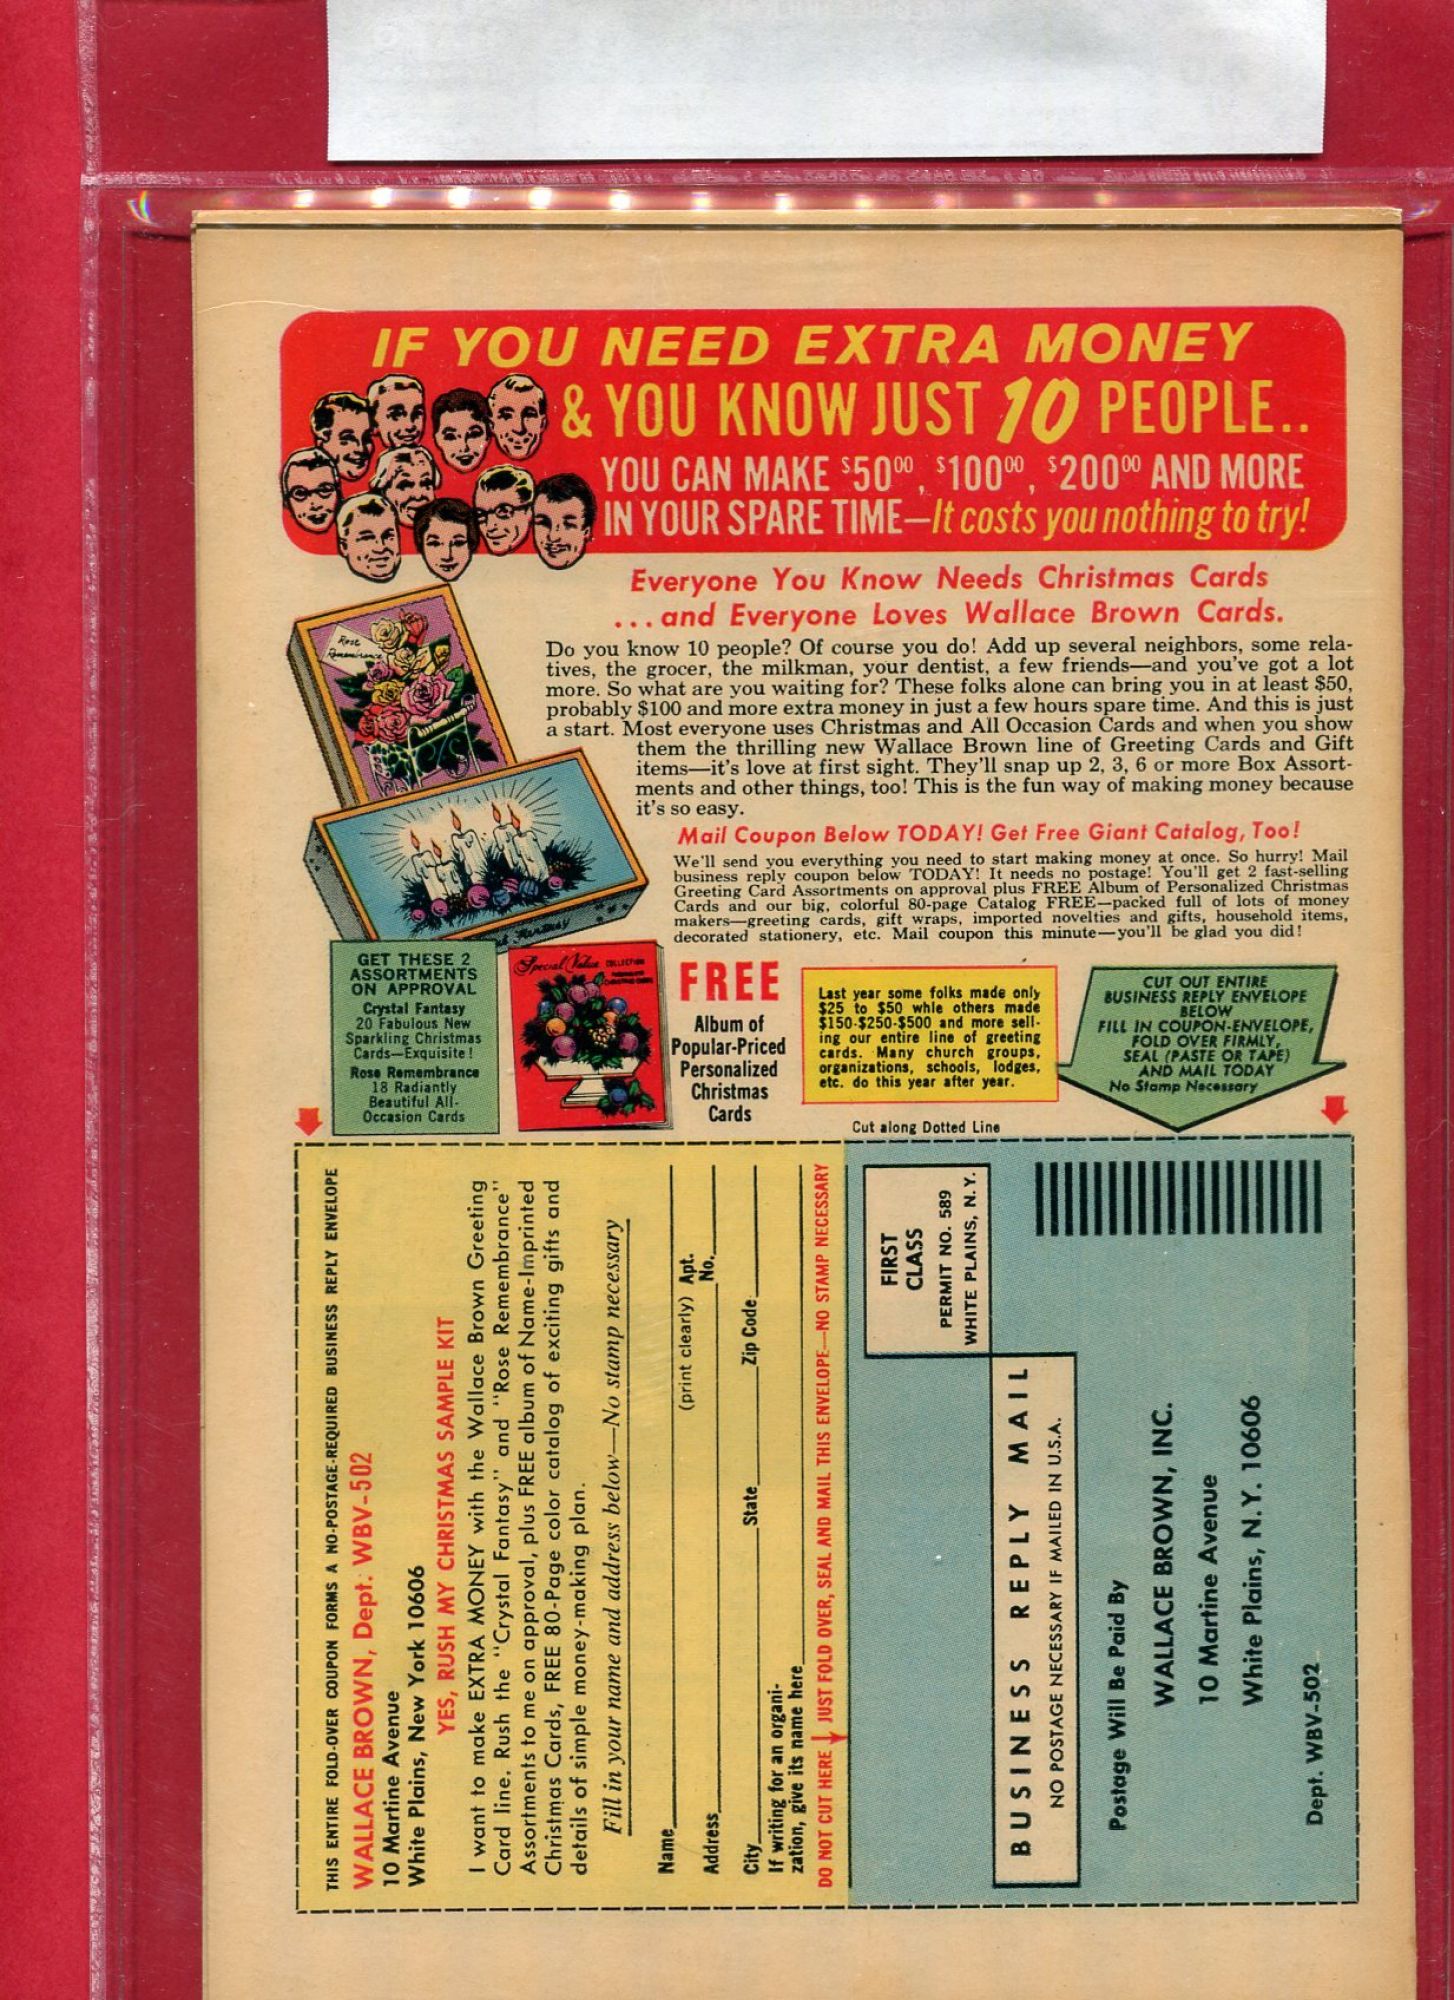 IF YOU NEED EXTRA MONEY
& YOU KNOW JUST 10 PEOPLE..
YOU CAN MAKE $50⁰⁰, $100⁰⁰, $200⁰⁰ AND MORE
IN YOUR SPARE TIME—It costs you nothing to try!
Everyone You Know Needs Christmas Cards
...and Everyone Loves Wallace Brown Cards.
Rose
Remembrance
Do you know 10 people? Of course you do! Add up several neighbors, some rela-
tives, the grocer, the milkman, your dentist, a few friends—and you've got a lot
more. So what are you waiting for? These folks alone can bring you in at least $50,
probably $100 and more extra money in just a few hours spare time. And this is just
a start. Most everyone uses Christmas and All Occasion Cards and when you show
them the thrilling new Wallace Brown line of Greeting Cards and Gift
items—it's love at first sight. They'll snap up 2, 3, 6 or more Box Assort-
ments and other things, too! This is the fun way of making money because
it's so easy.
Mail Coupon Below TODAY! Get Free Giant Catalog, Too!
We'll send you everything you need to start making money at once. So hurry! Mail
business reply coupon below TODAY! It needs no postage! You'll get 2 fast-selling
Greeting Card Assortments on approval plus FREE Album of Personalized Christmas
Cards and our big, colorful 80-page Catalog FREE—packed full of lots of money
makers—greeting cards, gift wraps, imported novelties and gifts, household items,
decorated stationery, etc. Mail coupon this minute—you'll be glad you did!
Fantasy
GET THESE 2
ASSORTMENTS
ON APPROVAL
Crystal Fantasy
20 Fabulous New
Sparkling Christmas
Cards—Exquisite!
Rose Remembrance
18 Radiantly
Beautiful All-
Occasion Cards
Special Value COLLECTION
FREE
Album of
Popular-Priced
Personalized
Christmas
Cards
Last year some folks made only
$25 to $50 whle others made
$150-$250-$500 and more sell-
ing our entire line of greeting
cards. Many church groups,
organizations, schools, lodges,
etc. do this year after year.
CUT OUT ENTIRE
BUSINESS REPLY ENVELOPE
BELOW
FILL IN COUPON-ENVELOPE,
FOLD OVER FIRMLY,
SEAL (PASTE OR TAPE)
AND MAIL TODAY
No Stamp Necessary
Cut along Dotted Line
THIS ENTIRE FOLD-OVER COUPON FORMS A NO-POSTAGE-REQUIRED BUSINESS REPLY ENVELOPE
WALLACE BROWN, Dept. WBV-502
10 Martine Avenue
White Plains, New York 10606
YES, RUSH MY CHRISTMAS SAMPLE KIT
I want to make EXTRA MONEY with the Wallace Brown Greeting
Card line. Rush the "Crystal Fantasy" and "Rose Remembrance"
Assortments to me on approval, plus FREE album of Name-Imprinted
Christmas Cards, FREE 80-Page color catalog of exciting gifts and
details of simple money-making plan.
Fill in your name and address below—No stamp necessary
Name (print clearly)
Address Apt. No.
City State Zip Code
If writing for an organi-
zation, give its name here
DO NOT CUT HERE JUST FOLD OVER, SEAL AND MAIL THIS ENVELOPE—NO STAMP NECESSARY
FIRST
CLASS
PERMIT NO. 589
WHITE PLAINS, N.Y.
BUSINESS REPLY MAIL
NO POSTAGE NECESSARY IF MAILED IN U.S.A.
Postage Will Be Paid By
WALLACE BROWN, INC.
10 Martine Avenue
White Plains, N.Y. 10606
Dept. WBV-502